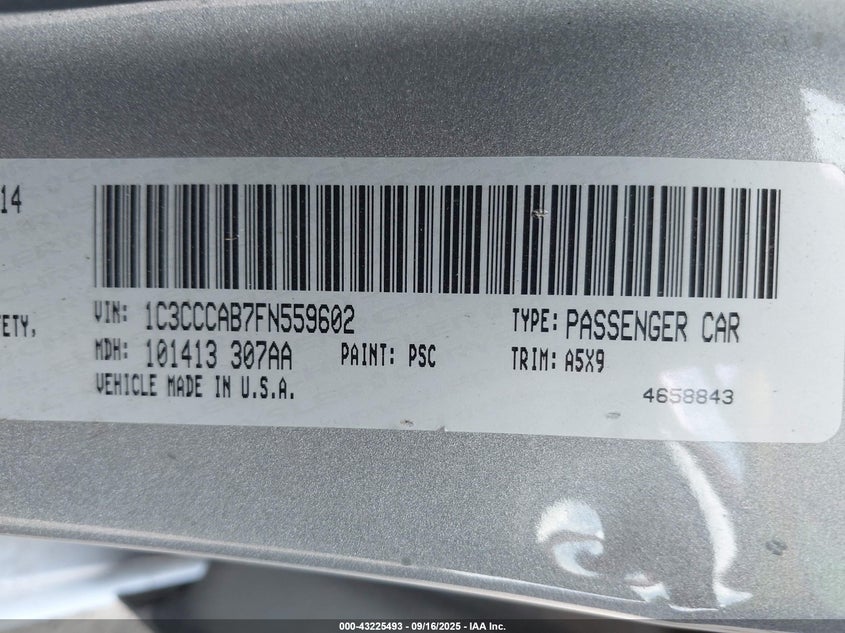 14
VIN: 1C3CCCAB7FN559602 TYPE: PASSENGER CAR
FETY,
MDH: 101413 307AA PAINT: PSC TRIM: A5X9
VEHICLE MADE IN U.S.A. 4658843
000-43225493 - 09/16/2025 - IAA Inc.